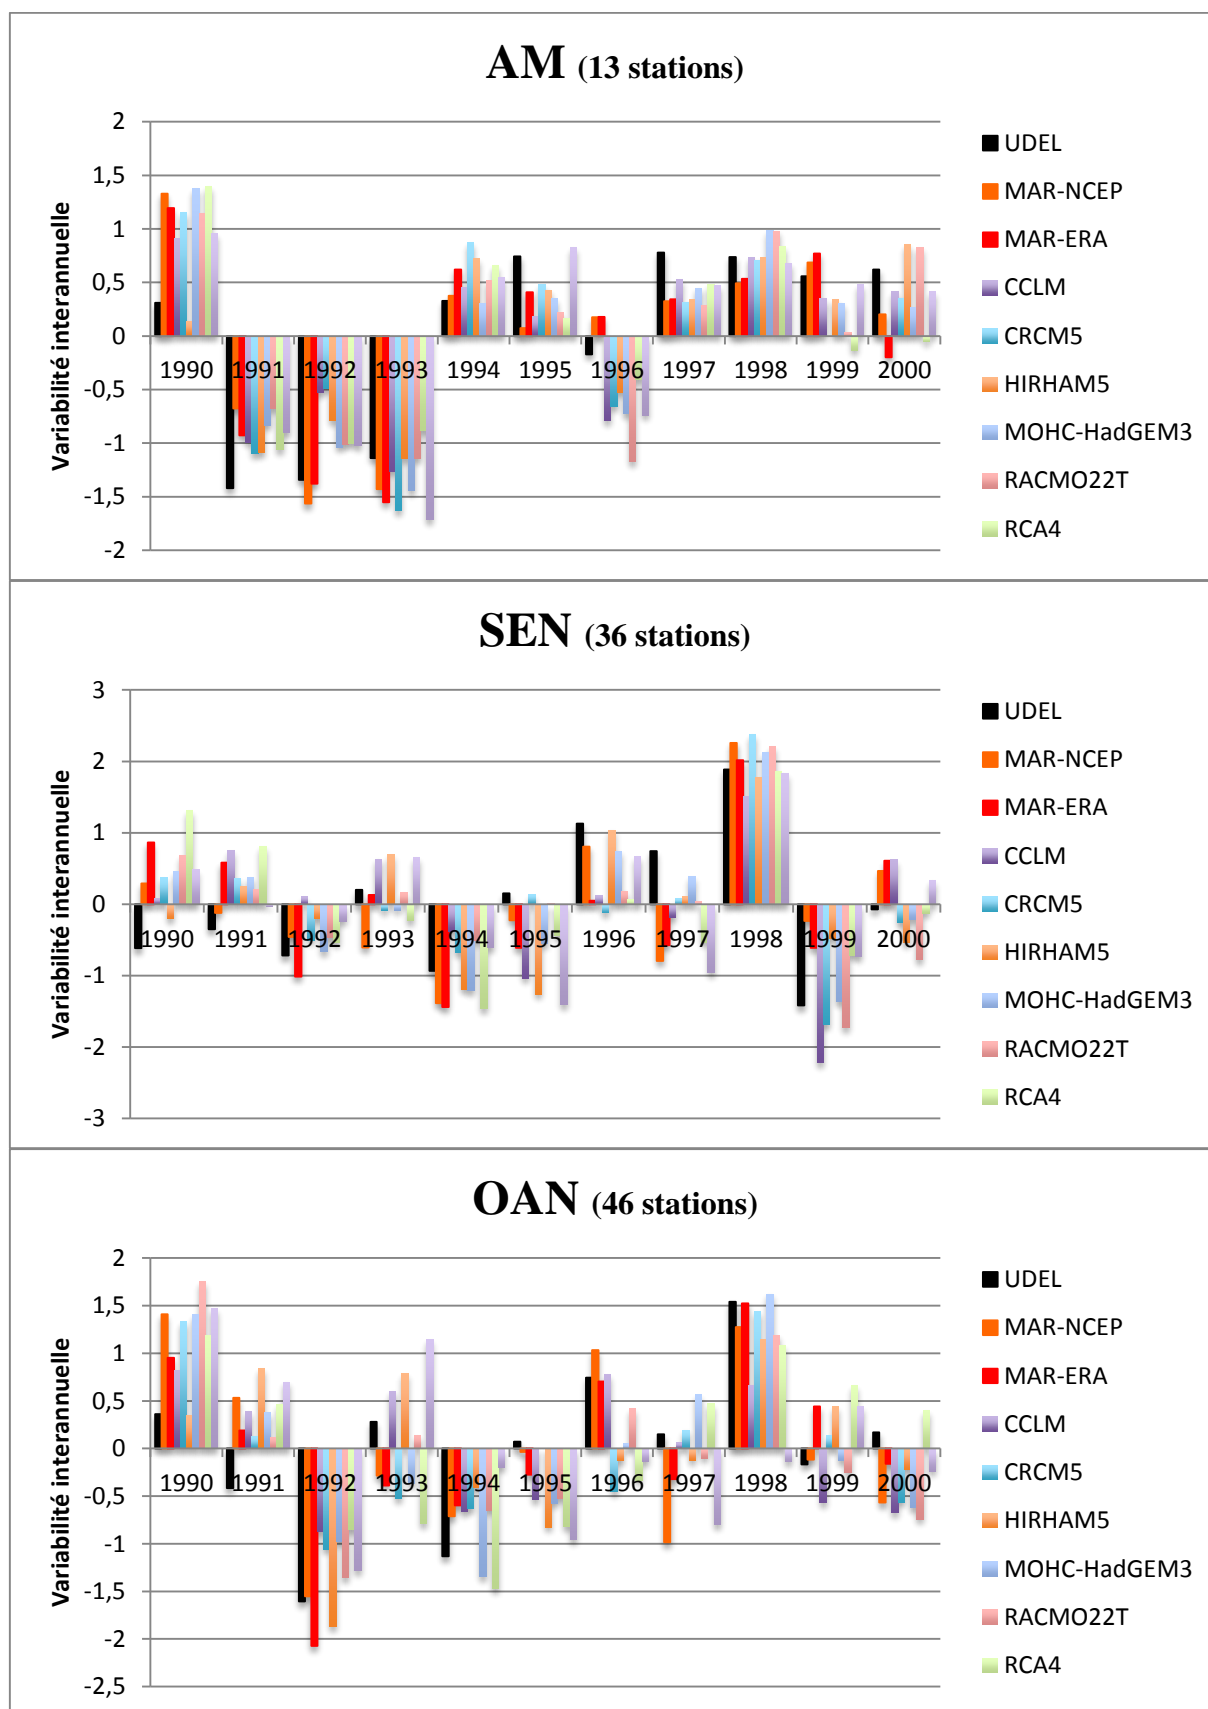 AM (13 stations)
Variabilité interannuelle
2
1,5
1
0,5
0
-0,5
-1
-1,5
-2
1990 1991 1992 1993 1994 1995 1996 1997 1998 1999 2000
UDEL
MAR-NCEP
MAR-ERA
CCLM
CRCM5
HIRHAM5
MOHC-HadGEM3
RACMO22T
RCA4
SEN (36 stations)
Variabilité interannuelle
3
2
1
0
-1
-2
-3
1990 1991 1992 1993 1994 1995 1996 1997 1998 1999 2000
UDEL
MAR-NCEP
MAR-ERA
CCLM
CRCM5
HIRHAM5
MOHC-HadGEM3
RACMO22T
RCA4
OAN (46 stations)
Variabilité interannuelle
2
1,5
1
0,5
0
-0,5
-1
-1,5
-2
-2,5
1990 1991 1992 1993 1994 1995 1996 1997 1998 1999 2000
UDEL
MAR-NCEP
MAR-ERA
CCLM
CRCM5
HIRHAM5
MOHC-HadGEM3
RACMO22T
RCA4